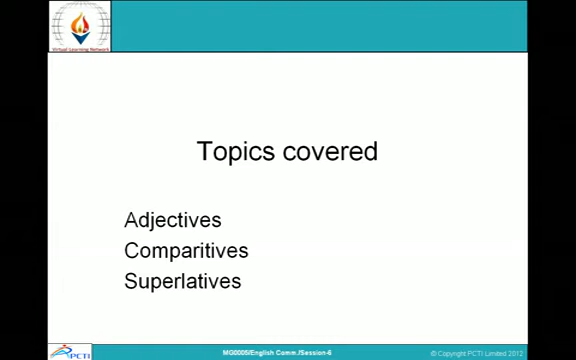 Virtual Learning Network
Topics covered
Adjectives
Comparitives
Superlatives
PCTI
MG0005/English Comm./Session-6
© Copyright PCTI Limited 2012